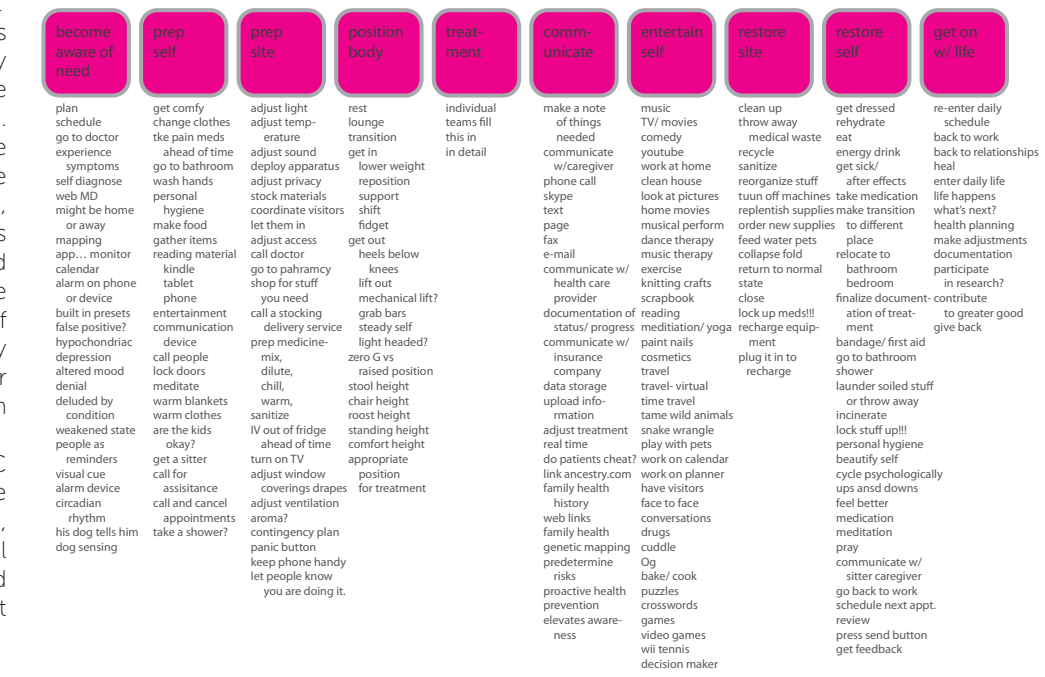 become
aware of
need
plan
schedule
go to doctor
experience
symptoms
self diagnose
web MD
might be home
or away
mapping
app... monitor
calendar
alarm on phone
or device
built in presets
false positive?
hypochondriac
depression
altered mood
denial
deluded by
condition
weakened state
people as
reminders
visual cue
alarm device
circadian
rhythm
his dog tells him
dog sensing
prep
self
get comfy
change clothes
tke pain meds
ahead of time
go to bathroom
wash hands
personal
hygiene
make food
gather items
reading material
kindle
tablet
phone
entertainment
communication
device
call people
lock doors
meditate
warm blankets
warm clothes
are the kids
okay?
get a sitter
call for
assisitance
call and cancel
appointments
take a shower?
prep
site
adjust light
adjust temp-
erature
adjust sound
deploy apparatus
adjust privacy
stock materials
coordinate visitors
let them in
adjust access
call doctor
go to pahramcy
shop for stuff
you need
call a stocking
delivery service
prep medicine-
mix,
dilute,
chill,
warm,
sanitize
IV out of fridge
ahead of time
turn on TV
adjust window
coverings drapes
adjust ventilation
aroma?
contingency plan
panic button
keep phone handy
let people know
you are doing it.
position
body
rest
lounge
transition
get in
lower weight
reposition
support
shift
fidget
get out
heels below
knees
lift out
mechanical lift?
grab bars
steady self
light headed?
zero G vs
raised position
stool height
chair height
roost height
standing height
comfort height
appropriate
position
for treatment
treat-
ment
individual
teams fill
this in
in detail
comm-
unicate
make a note
of things
needed
communicate
w/caregiver
phone call
skype
text
page
fax
e-mail
communicate w/
health care
provider
documentation of
status/ progress
communicate w/
insurance
company
data storage
upload info-
rmation
adjust treatment
real time
do patients cheat?
link ancestry.com
family health
history
web links
family health
genetic mapping
predetermine
risks
proactive health
prevention
elevates aware-
ness
entertain
self
music
TV/ movies
comedy
youtube
work at home
clean house
look at pictures
home movies
musical perform
dance therapy
music therapy
exercise
knitting crafts
scrapbook
reading
meditiation/ yoga
paint nails
cosmetics
travel
travel- virtual
time travel
tame wild animals
snake wrangle
play with pets
work on calendar
work on planner
have visitors
face to face
conversations
drugs
cuddle
Og
bake/ cook
puzzles
crosswords
games
video games
wii tennis
decision maker
restore
site
clean up
throw away
medical waste
recycle
sanitize
reorganize stuff
tuun off machines
replentish supplies
order new supplies
feed water pets
collapse fold
return to normal
state
close
lock up meds!!!
recharge equip-
ment
plug it in to
recharge
restore
self
get dressed
rehydrate
eat
energy drink
get sick/
after effects
take medication
make transition
to different
place
relocate to
bathroom
bedroom
finalize document-
ation of treat-
ment
bandage/ first aid
go to bathroom
shower
launder soiled stuff
or throw away
incinerate
lock stuff up!!!
personal hygiene
beautify self
cycle psychologically
ups ansd downs
feel better
medication
meditation
pray
communicate w/
sitter caregiver
go back to work
schedule next appt.
review
press send button
get feedback
get on
w/ life
re-enter daily
schedule
back to work
back to relationships
heal
enter daily life
life happens
what's next?
health planning
make adjustments
documentation
participate
in research?
contribute
to greater good
give back